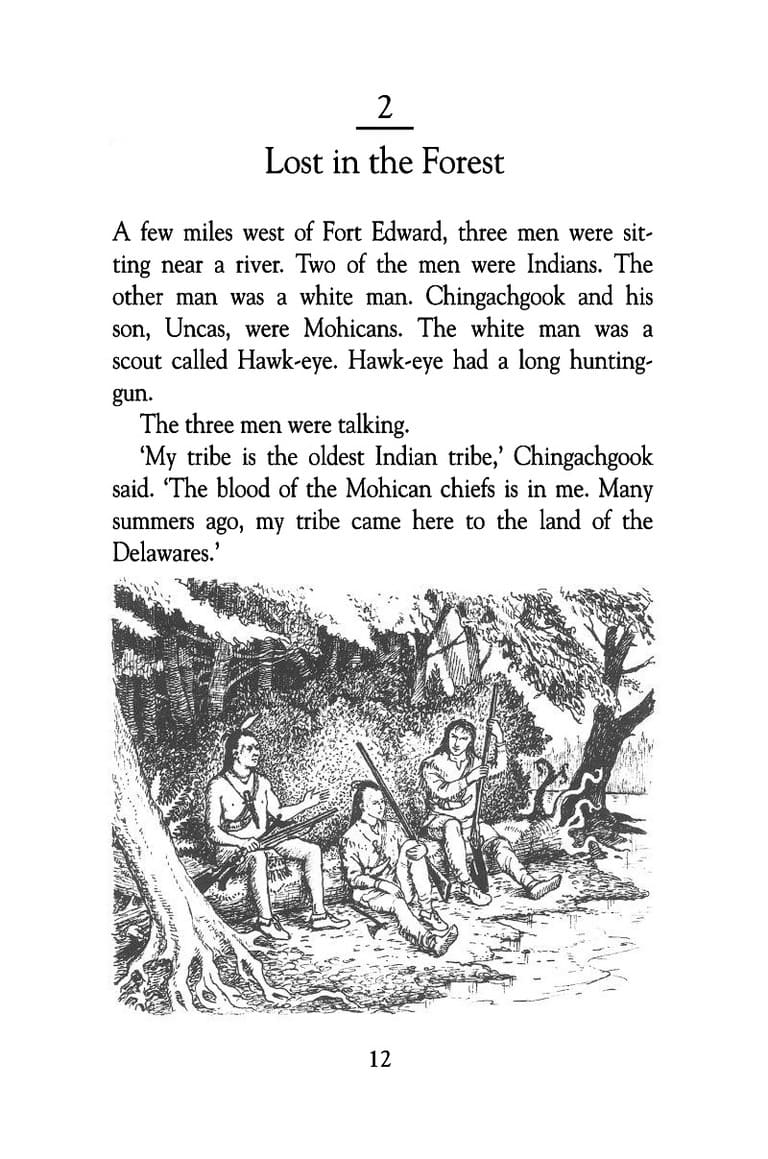 2
Lost in the Forest
A few miles west of Fort Edward, three men were sit-
ting near a river. Two of the men were Indians. The
other man was a white man. Chingachgook and his
son, Uncas, were Mohicans. The white man was a
scout called Hawk-eye. Hawk-eye had a long hunting-
gun.
The three men were talking.
‘My tribe is the oldest Indian tribe,’ Chingachgook
said. ‘The blood of the Mohican chiefs is in me. Many
summers ago, my tribe came here to the land of the
Delawares.’
12